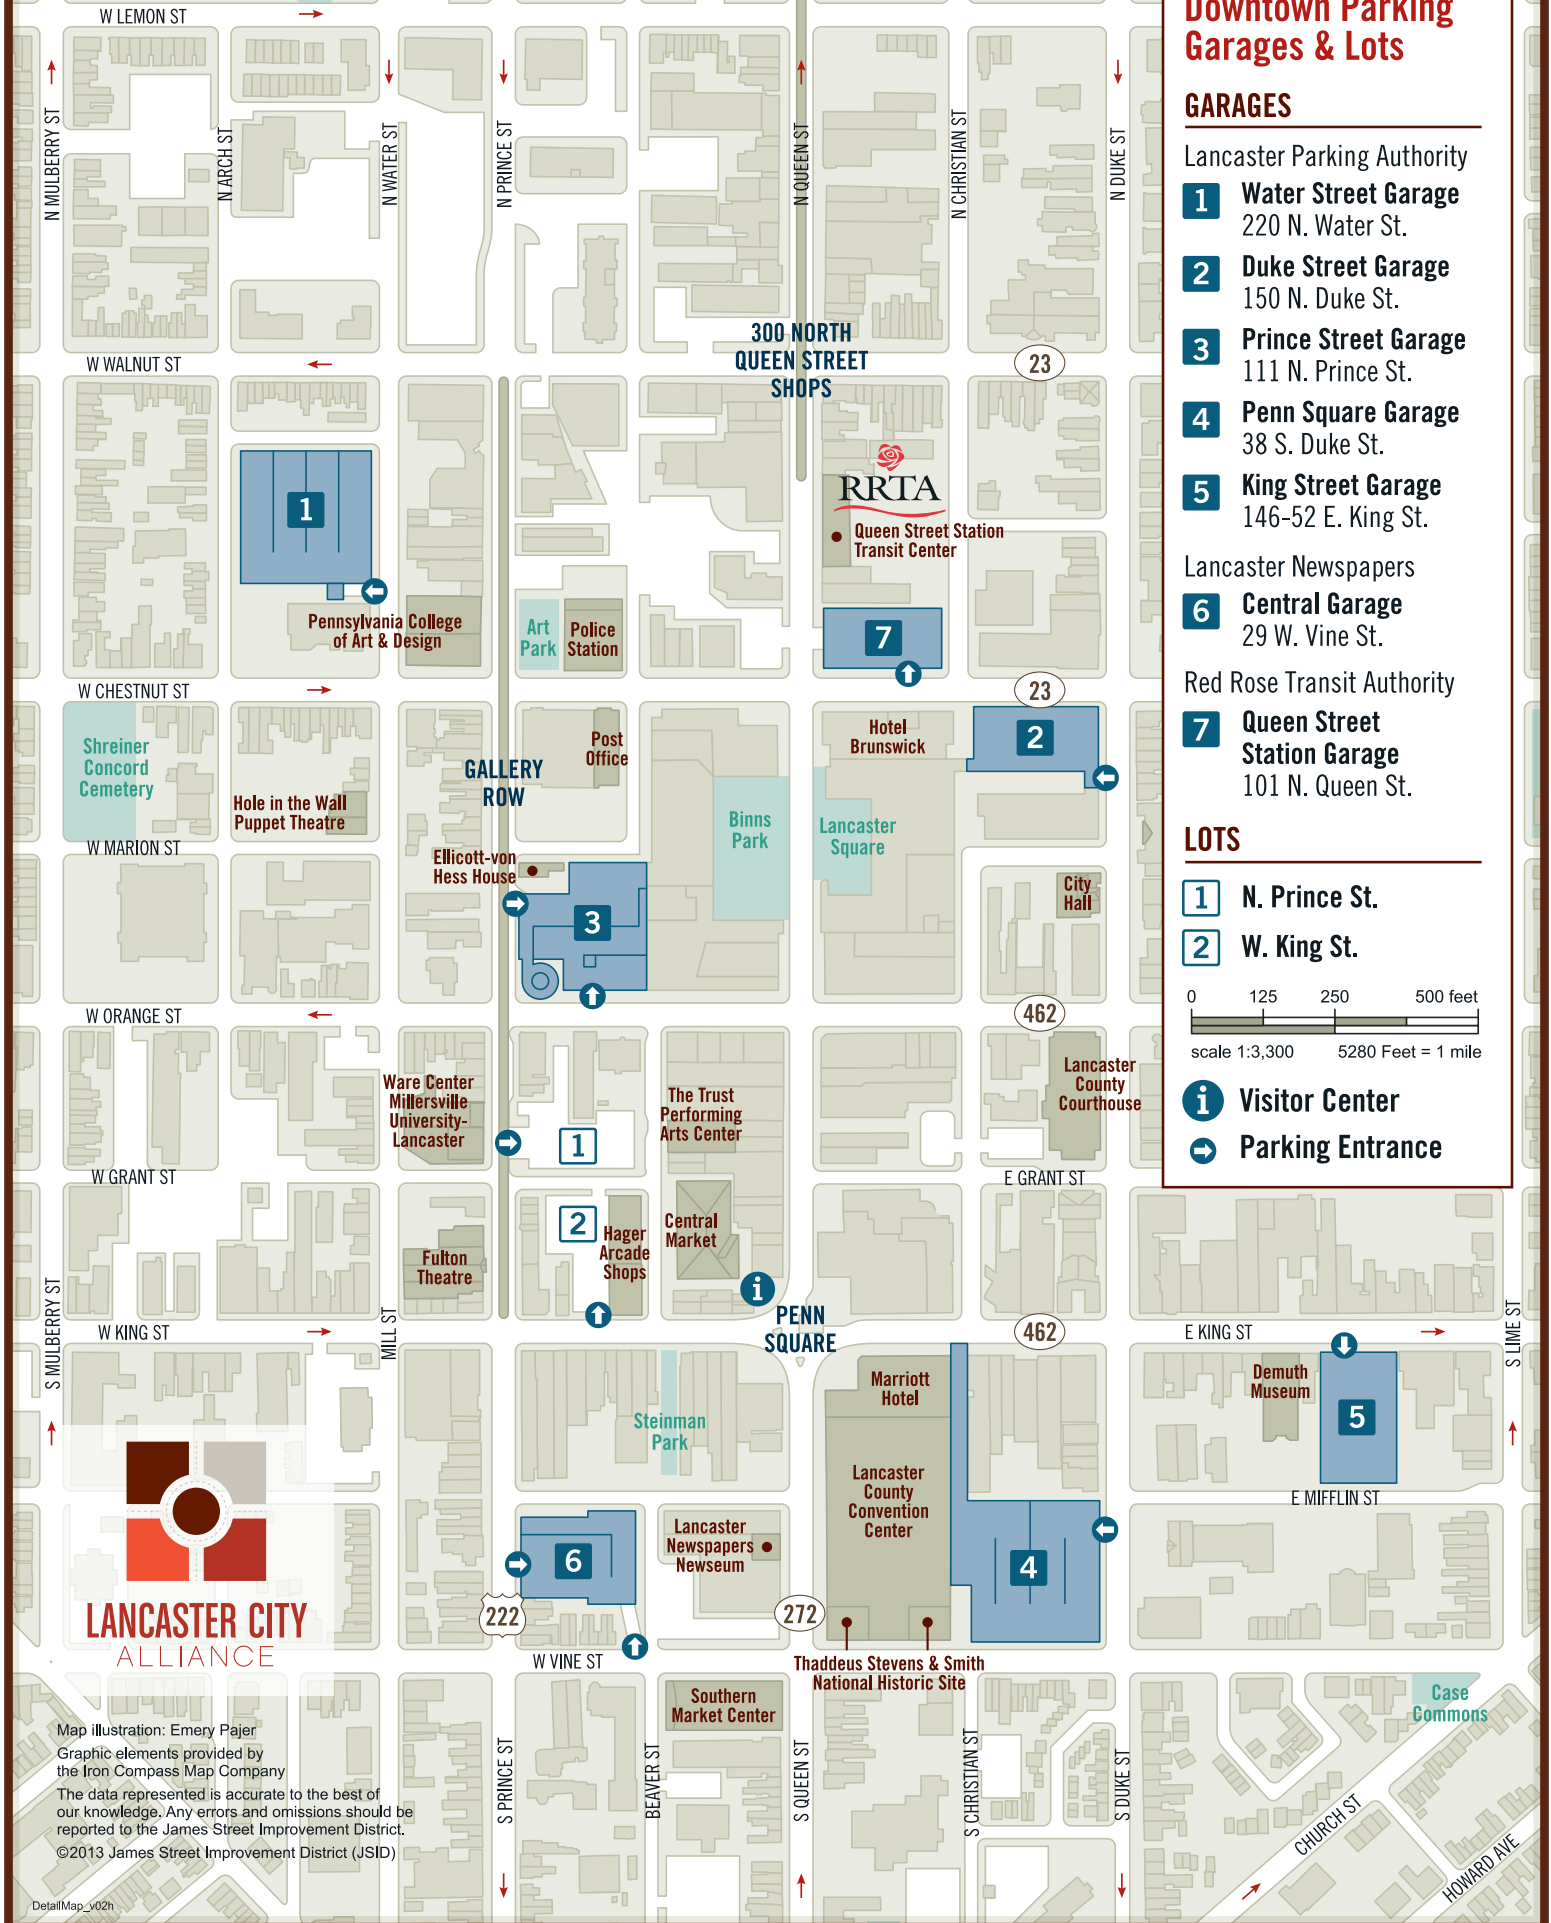 W LEMON ST
N MULBERRY ST
N ARCH ST
N WATER ST
N PRINCE ST
N QUEEN ST
N CHRISTIAN ST
N DUKE ST
Downtown Parking
Garages & Lots
GARAGES
Lancaster Parking Authority
1 Water Street Garage
220 N. Water St.
2 Duke Street Garage
150 N. Duke St.
3 Prince Street Garage
111 N. Prince St.
4 Penn Square Garage
38 S. Duke St.
5 King Street Garage
146-52 E. King St.
Lancaster Newspapers
6 Central Garage
29 W. Vine St.
Red Rose Transit Authority
7 Queen Street
Station Garage
101 N. Queen St.
LOTS
1 N. Prince St.
2 W. King St.
0 125 250 500 feet
scale 1:3,300 5280 Feet = 1 mile
i Visitor Center
Parking Entrance
300 NORTH
QUEEN STREET
SHOPS
W WALNUT ST
23
1
RRTA
Queen Street Station
Transit Center
Pennsylvania College
of Art & Design
Art
Park
Police
Station
7
W CHESTNUT ST
23
Shreiner
Concord
Cemetery
Hole in the Wall
Puppet Theatre
GALLERY
ROW
Post
Office
Hotel
Brunswick
2
Binns
Park
Lancaster
Square
W MARION ST
Ellicott-von
Hess House
3
City
Hall
W ORANGE ST
462
Ware Center
Millersville
University-
Lancaster
1
The Trust
Performing
Arts Center
Lancaster
County
Courthouse
W GRANT ST
E GRANT ST
2
Hager
Arcade
Shops
Central
Market
Fulton
Theatre
i
PENN
SQUARE
S MULBERRY ST
W KING ST
MILL ST
462
E KING ST
S LIME ST
Marriott
Hotel
Demuth
Museum
5
Steinman
Park
Lancaster
County
Convention
Center
E MIFFLIN ST
Lancaster
Newspapers
Newseum
6
4
222
272
LANCASTER CITY
ALLIANCE
W VINE ST
Thaddeus Stevens & Smith
National Historic Site
Southern
Market Center
Case
Commons
S PRINCE ST
BEAVER ST
S QUEEN ST
S CHRISTIAN ST
S DUKE ST
CHURCH ST
HOWARD AVE
Map illustration: Emery Pajer
Graphic elements provided by
the Iron Compass Map Company
The data represented is accurate to the best of
our knowledge. Any errors and omissions should be
reported to the James Street Improvement District.
©2013 James Street Improvement District (JSID)
DetailMap_v02h